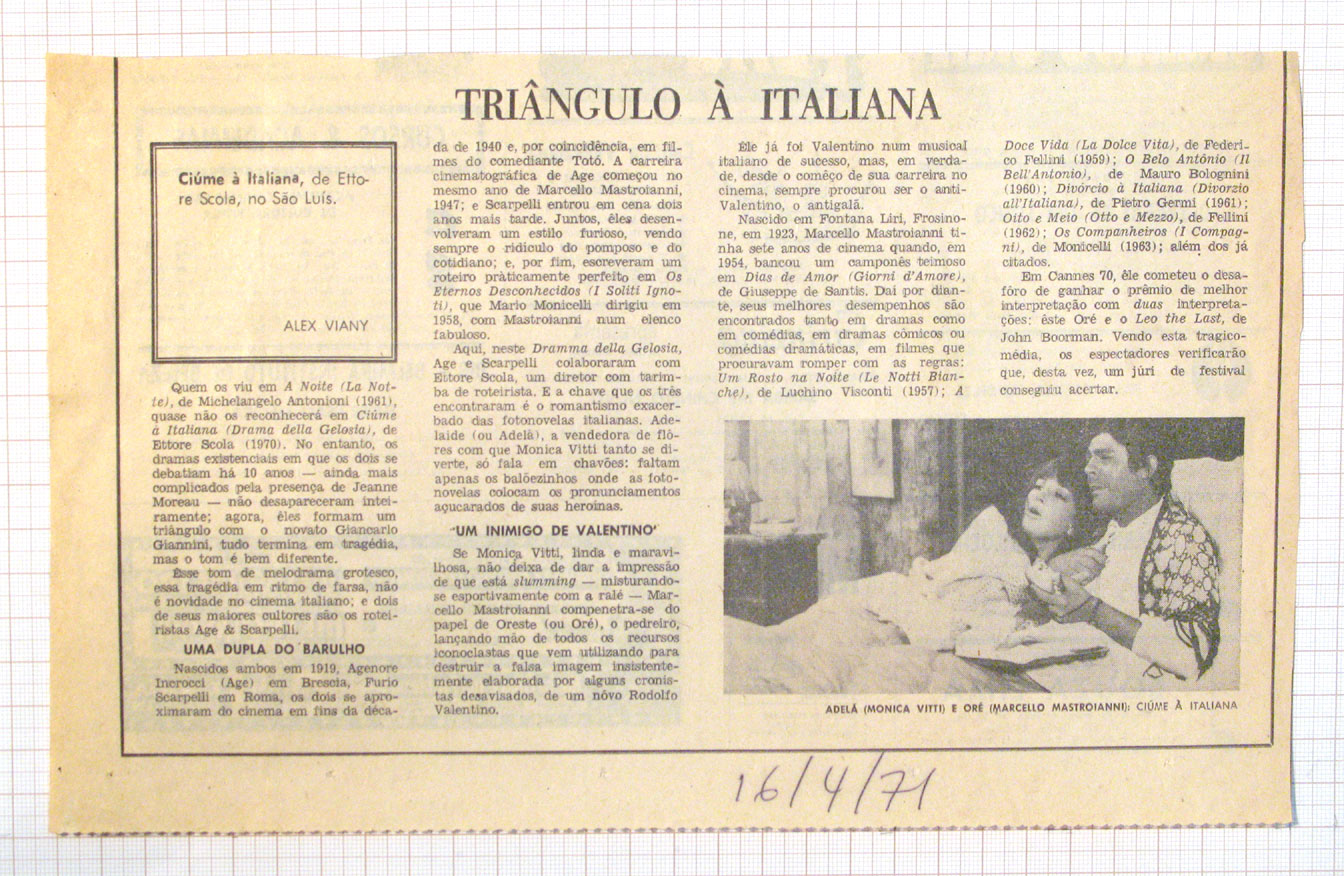 TRIÂNGULO À ITALIANA
Ciúme à Italiana, de Etto-
re Scola, no São Luís.
ALEX VIANY
Quem os viu em A Noite (La Not-
te), de Michelangelo Antonioni (1961),
quase não os reconhecerá em Ciúme
à Italiana (Drama della Gelosia), de
Ettore Scola (1970). No entanto, os
dramas existenciais em que os dois se
debatiam há 10 anos — ainda mais
complicados pela presença de Jeanne
Moreau — não desapareceram intei-
ramente; agora, êles formam um
triângulo com o novato Giancarlo
Giannini, tudo termina em tragédia,
mas o tom é bem diferente.
Êsse tom de melodrama grotesco,
essa tragédia em ritmo de farsa, não
é novidade no cinema italiano; e dois
de seus maiores cultores são os rotei-
ristas Age & Scarpelli.
UMA DUPLA DO BARULHO
Nascidos ambos em 1919, Agenore
Incrocci (Age) em Brescia, Furio
Scarpelli em Roma, os dois se apro-
ximaram do cinema em fins da déca-
da de 1940 e, por coincidência, em fil-
mes do comediante Totó. A carreira
cinematográfica de Age começou no
mesmo ano de Marcello Mastroianni,
1947; e Scarpelli entrou em cena dois
anos mais tarde. Juntos, êles desen-
volveram um estilo furioso, vendo
sempre o ridículo do pomposo e do
cotidiano; e, por fim, escreveram um
roteiro pràticamente perfeito em Os
Eternos Desconhecidos (I Soliti Igno-
ti), que Mario Monicelli dirigiu em
1958, com Mastroianni num elenco
fabuloso.
Aqui, neste Dramma della Gelosia,
Age e Scarpelli colaboraram com
Ettore Scola, um diretor com tarim-
ba de roteirista. E a chave que os três
encontraram é o romantismo exacer-
bado das fotonovelas italianas. Ade-
laide (ou Adelà), a vendedora de flô-
res com que Monica Vitti tanto se di-
verte, só fala em chavões: faltam
apenas os balõezinhos onde as foto-
novelas colocam os pronunciamentos
açucarados de suas heroínas.
'UM INIMIGO DE VALENTINO'
Se Monica Vitti, linda e maravi-
lhosa, não deixa de dar a impressão
de que está slumming — misturando-
se esportivamente com a ralé — Mar-
cello Mastroianni compenetra-se do
papel de Oreste (ou Oré), o pedreiro,
lançando mão de todos os recursos
iconoclastas que vem utilizando para
destruir a falsa imagem insistente-
mente elaborada por alguns cronis-
tas desavisados, de um nôvo Rodolfo
Valentino.
Êle já foi Valentino num musical
italiano de sucesso, mas, em verda-
de, desde o comêço de sua carreira no
cinema, sempre procurou ser o anti-
Valentino, o antigalã.
Nascido em Fontana Liri, Frosino-
ne, em 1923, Marcello Mastroianni ti-
nha sete anos de cinema quando, em
1954, bancou um camponês teimoso
em Dias de Amor (Giorni d'Amore),
de Giuseppe de Santis. Daí por dian-
te, seus melhores desempenhos são
encontrados tanto em dramas como
em comédias, em dramas cômicos ou
comédias dramáticas, em filmes que
procuravam romper com as regras:
Um Rosto na Noite (Le Notti Bian-
che), de Luchino Visconti (1957); A
Doce Vida (La Dolce Vita), de Federi-
co Fellini (1959); O Belo Antônio (Il
Bell'Antonio), de Mauro Bolognini
(1960); Divórcio à Italiana (Divorzio
all'Italiana), de Pietro Germi (1961);
Oito e Meio (Otto e Mezzo), de Fellini
(1962); Os Companheiros (I Compag-
ni), de Monicelli (1963); além dos já
citados.
Em Cannes 70, êle cometeu o desa-
fôro de ganhar o prêmio de melhor
interpretação com duas interpreta-
ções: êste Oré e o Leo the Last, de
John Boorman. Vendo esta tragico-
média, os espectadores verificarão
que, desta vez, um júri de festival
conseguiu acertar.
ADELÁ (MONICA VITTI) E ORÉ (MARCELLO MASTROIANNI): CIÚME À ITALIANA
16/4/71